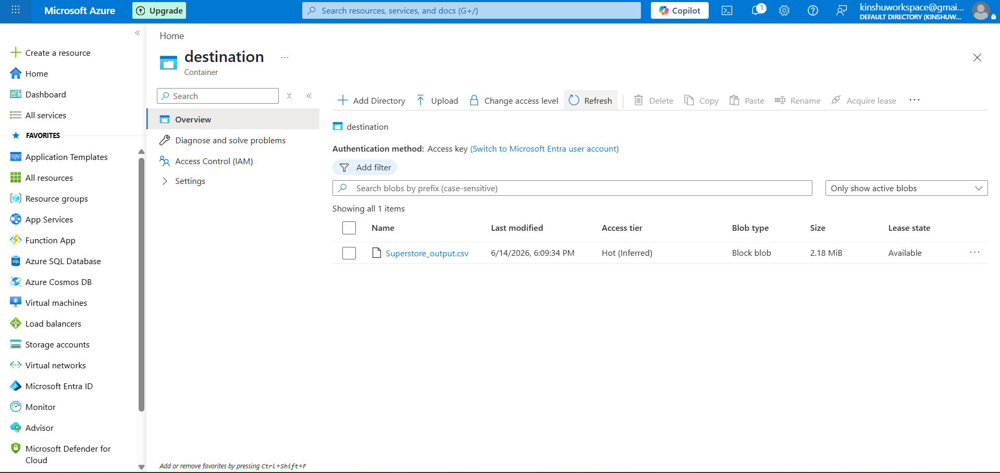 Microsoft Azure
Upgrade
Search resources, services, and docs (G+/)
Copilot
1
kinshuworkspace@gmai...
DEFAULT DIRECTORY (KINSHUW...
Create a resource
Home
Dashboard
All services
FAVORITES
Application Templates
All resources
Resource groups
App Services
Function App
Azure SQL Database
Azure Cosmos DB
Virtual machines
Load balancers
Storage accounts
Virtual networks
Microsoft Entra ID
Monitor
Advisor
Microsoft Defender for
Cloud
Home
destination
Container
Search
Overview
Diagnose and solve problems
Access Control (IAM)
Settings
Add or remove favorites by pressing Ctrl+Shift+F
Add Directory
Upload
Change access level
Refresh
Delete
Copy
Paste
Rename
Acquire lease
destination
Authentication method: Access key (Switch to Microsoft Entra user account)
Add filter
Search blobs by prefix (case-sensitive)
Only show active blobs
Showing all 1 items
Name Last modified Access tier Blob type Size Lease state
Superstore_output.csv 6/14/2026, 6:09:34 PM Hot (Inferred) Block blob 2.18 MiB Available